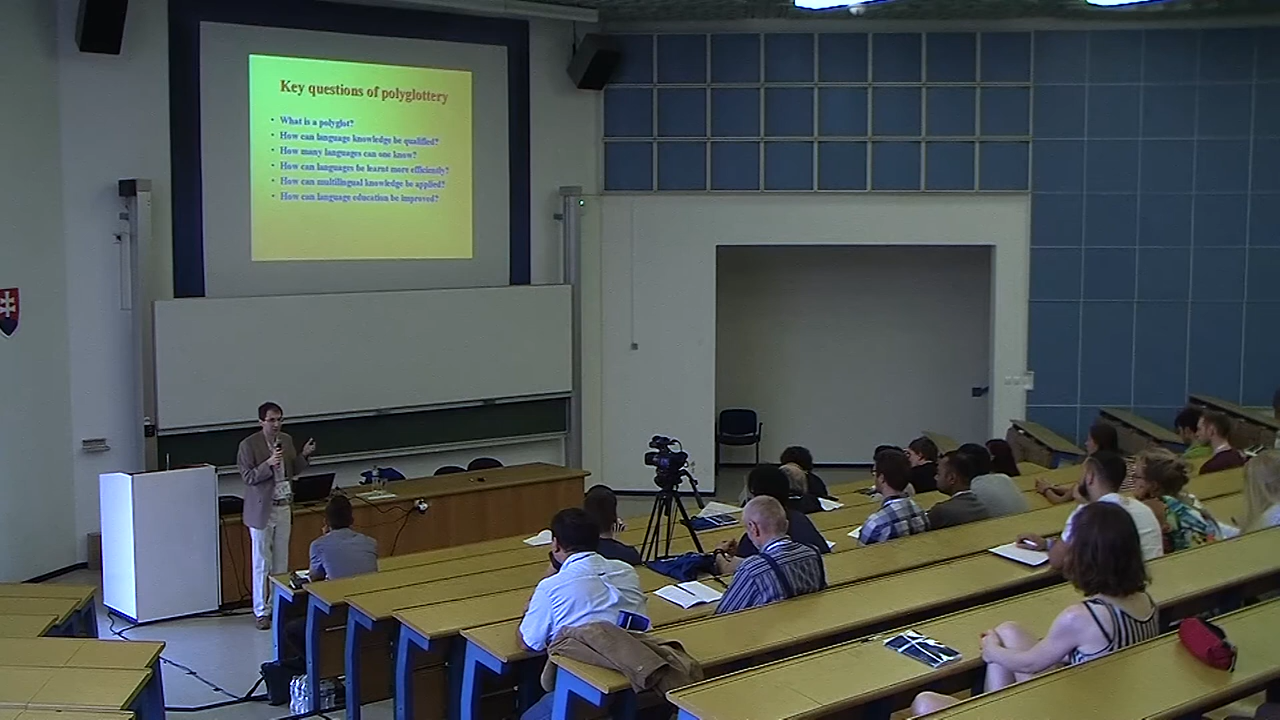 Key questions of polyglottery
• What is a polyglot?
• How can language knowledge be qualified?
• How many languages can one know?
• How can languages be learnt more efficiently?
• How can multilingual knowledge be applied?
• How can language education be improved?